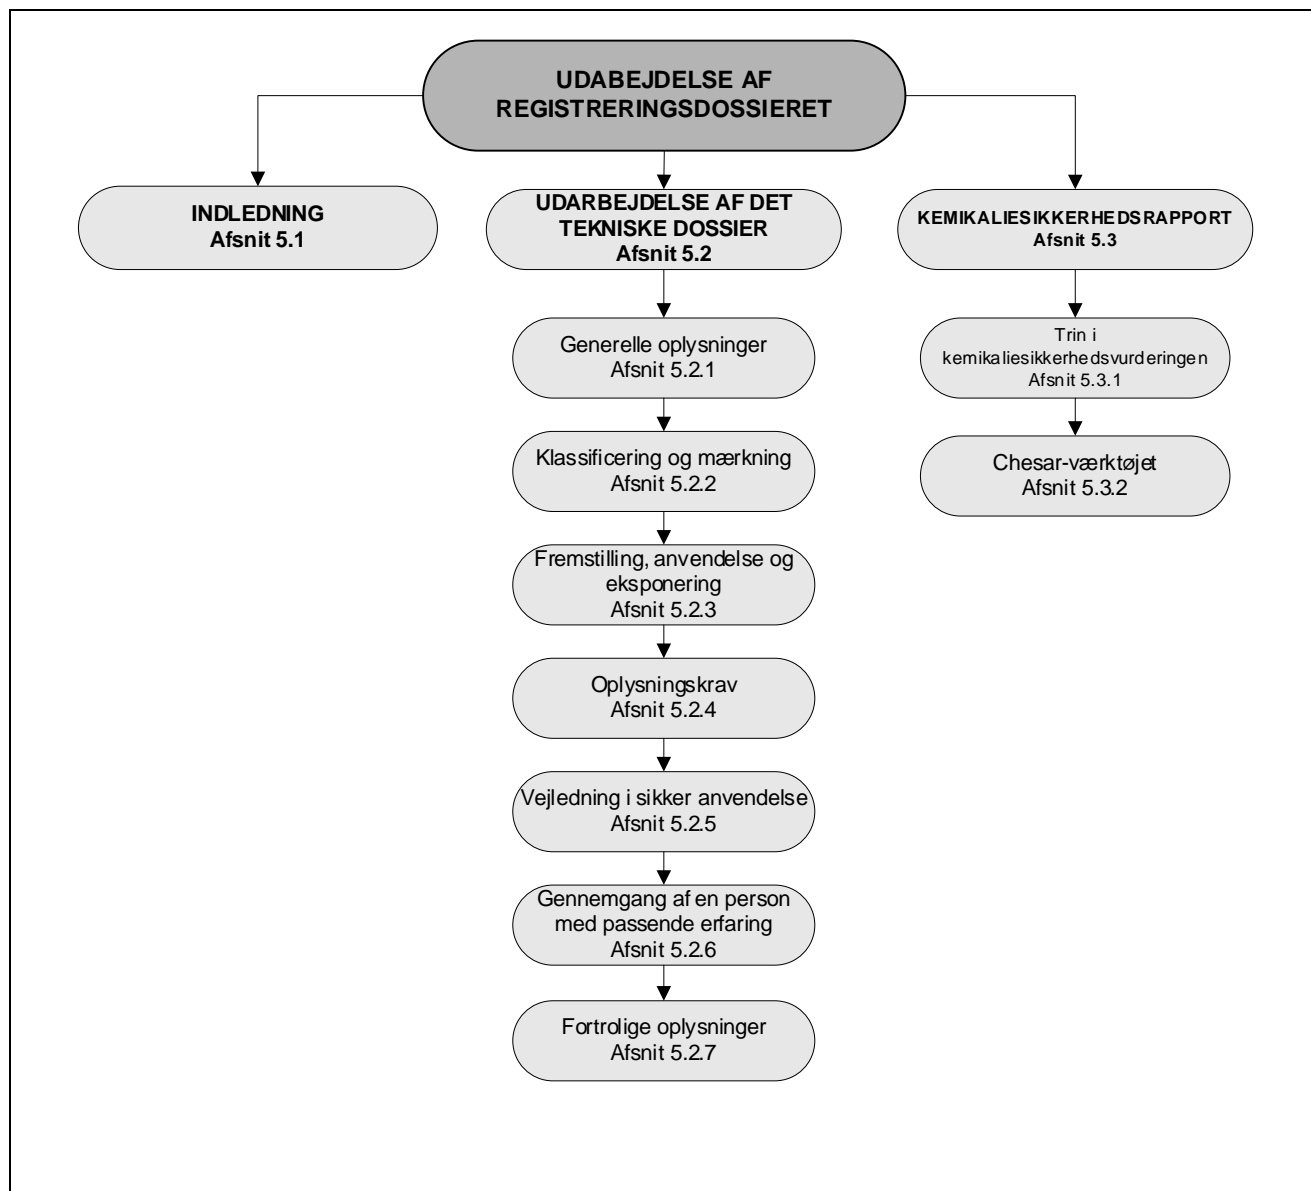 UDABEJDELSE AF
REGISTRERINGSDOSSIERET
INDLEDNING
Afsnit 5.1
UDARBEJDELSE AF DET
TEKNISKE DOSSIER
Afsnit 5.2
KEMIKALIESIKKERHEDSRAPPORT
Afsnit 5.3
Generelle oplysninger
Afsnit 5.2.1
Klassificering og mærkning
Afsnit 5.2.2
Fremstilling, anvendelse og
eksponering
Afsnit 5.2.3
Oplysningskrav
Afsnit 5.2.4
Vejledning i sikker anvendelse
Afsnit 5.2.5
Gennemgang af en person
med passende erfaring
Afsnit 5.2.6
Fortrolige oplysninger
Afsnit 5.2.7
Trin i
kemikaliesikkerhedsvurderingen
Afsnit 5.3.1
Chesar-værktøjet
Afsnit 5.3.2